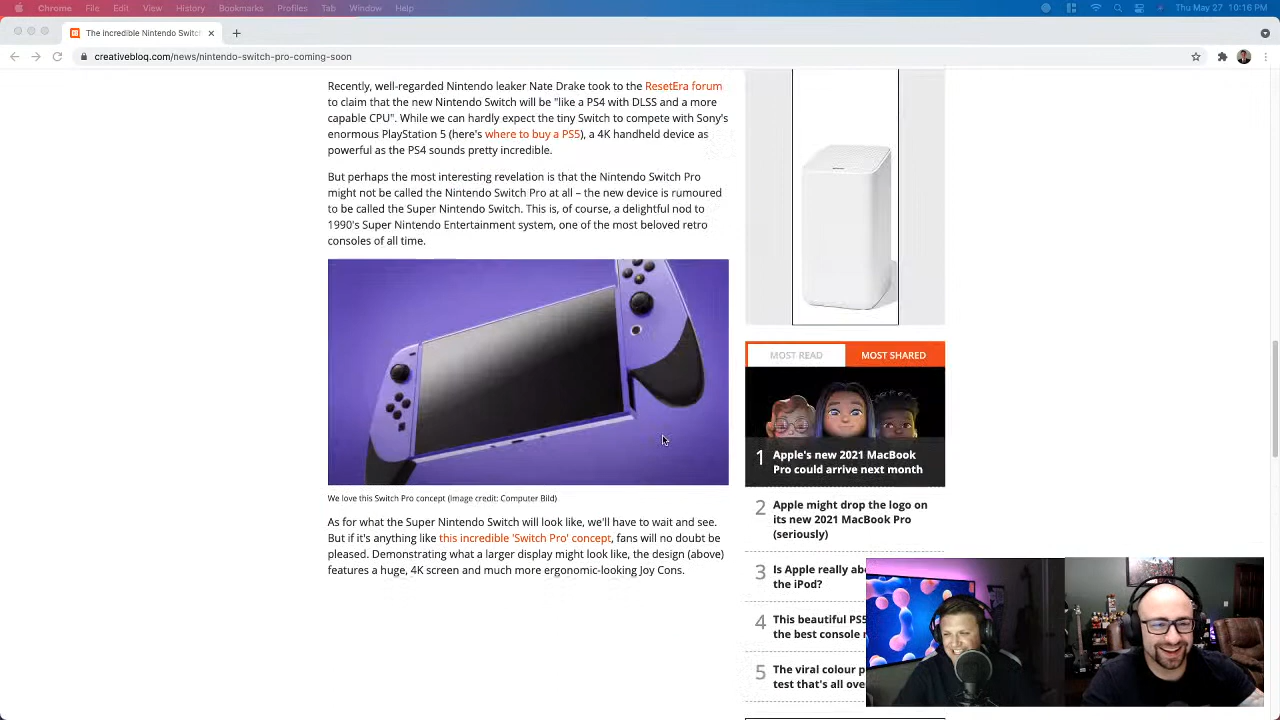 Chrome File Edit View History Bookmarks Profiles Tab Window Help
Thu May 27 10:16 PM
The incredible Nintendo Switch
creativebloq.com/news/nintendo-switch-pro-coming-soon
Recently, well-regarded Nintendo leaker Nate Drake took to the ResetEra forum
to claim that the new Nintendo Switch will be "like a PS4 with DLSS and a more
capable CPU". While we can hardly expect the tiny Switch to compete with Sony's
enormous PlayStation 5 (here's where to buy a PS5), a 4K handheld device as
powerful as the PS4 sounds pretty incredible.
But perhaps the most interesting revelation is that the Nintendo Switch Pro
might not be called the Nintendo Switch Pro at all – the new device is rumoured
to be called the Super Nintendo Switch. This is, of course, a delightful nod to
1990's Super Nintendo Entertainment system, one of the most beloved retro
consoles of all time.
We love this Switch Pro concept (Image credit: Computer Bild)
As for what the Super Nintendo Switch will look like, we'll have to wait and see.
But if it's anything like this incredible 'Switch Pro' concept, fans will no doubt be
pleased. Demonstrating what a larger display might look like, the design (above)
features a huge, 4K screen and much more ergonomic-looking Joy Cons.
MOST READ MOST SHARED
1 Apple's new 2021 MacBook
Pro could arrive next month
2 Apple might drop the logo on
its new 2021 MacBook Pro
(seriously)
3 Is Apple really abo
the iPod?
4 This beautiful PS5
the best console r
5 The viral colour p
test that's all ove